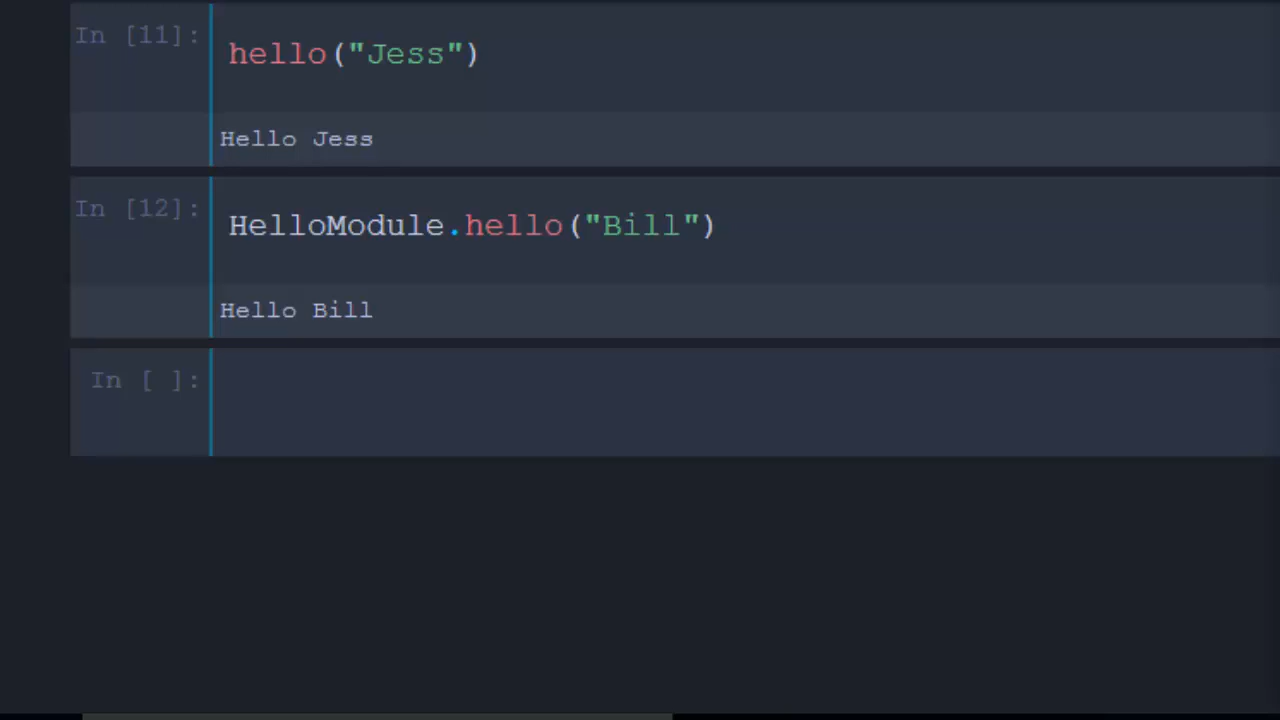 In [11]:
hello("Jess")
Hello Jess
In [12]:
HelloModule.hello("Bill")
Hello Bill
In [ ]: